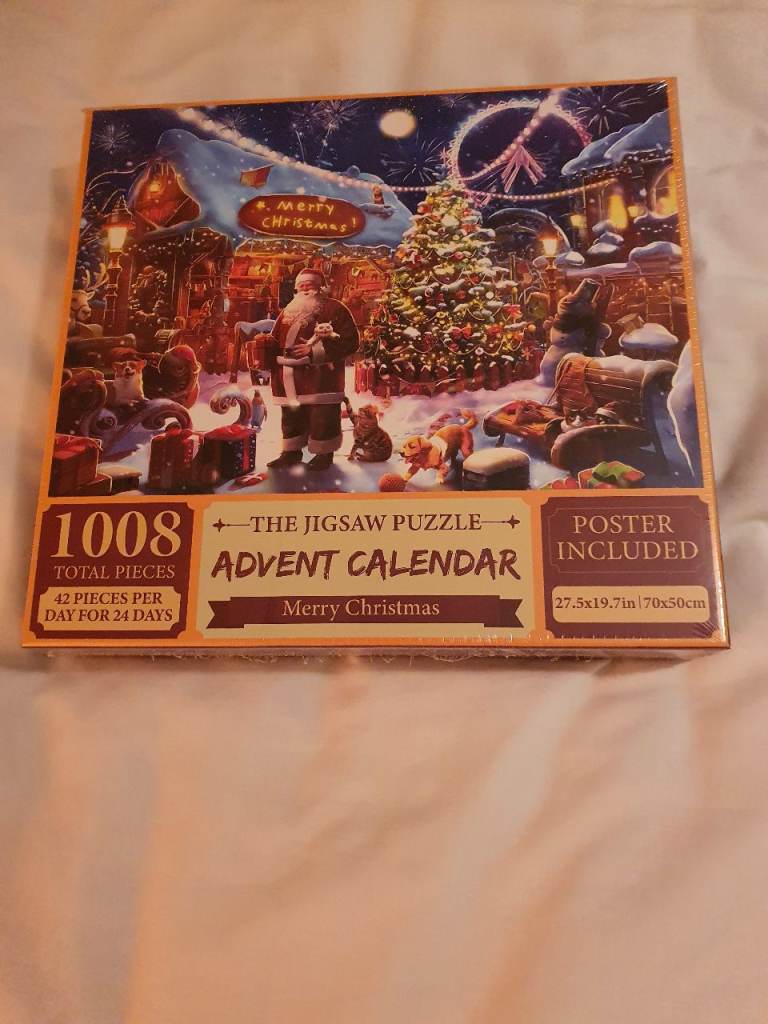 * Merry
Christmas!
1008
TOTAL PIECES
42 PIECES PER
DAY FOR 24 DAYS
THE JIGSAW PUZZLE
ADVENT CALENDAR
Merry Christmas
POSTER
INCLUDED
27.5x19.7in|70x50cm